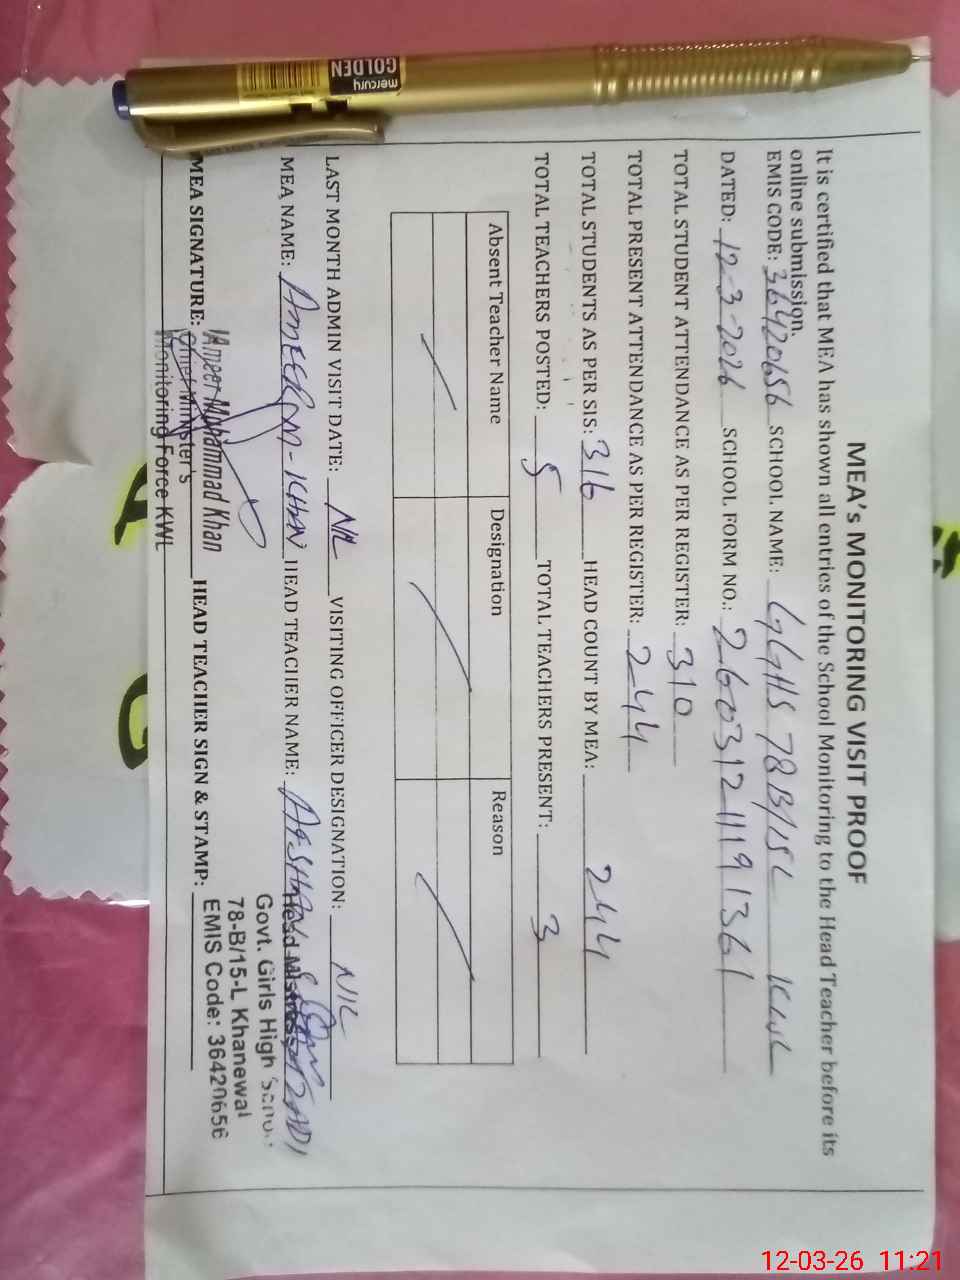 mercury
GOLDEN
MEA's MONITORING VISIT PROOF
It is certified that MEA has shown all entries of the School Monitoring to the Head Teacher before its
online submission.
EMIS CODE: 36420656 SCHOOL NAME: GGHS 78B/15L KWL
DATED: 12-3-2026 SCHOOL FORM NO.: 26031211191361
TOTAL STUDENT ATTENDANCE AS PER REGISTER: 310
TOTAL PRESENT ATTENDANCE AS PER REGISTER: 244
TOTAL STUDENTS AS PER SIS: 316 HEAD COUNT BY MEA: 244
TOTAL TEACHERS POSTED: 5 TOTAL TEACHERS PRESENT: 3
Absent Teacher Name Designation Reason
LAST MONTH ADMIN VISIT DATE: NIL VISITING OFFICER DESIGNATION: NIL
MEA NAME: AMEER M-KHAN HEAD TEACHER NAME:
MEA SIGNATURE: HEAD TEACHER SIGN & STAMP:
Ameer Mohammad Khan
Chief Minister's
Monitoring Force KWL
Head Mistress
Govt. Girls High School
78-B/15-L Khanewal
EMIS Code: 36420656
12-03-26 11:21